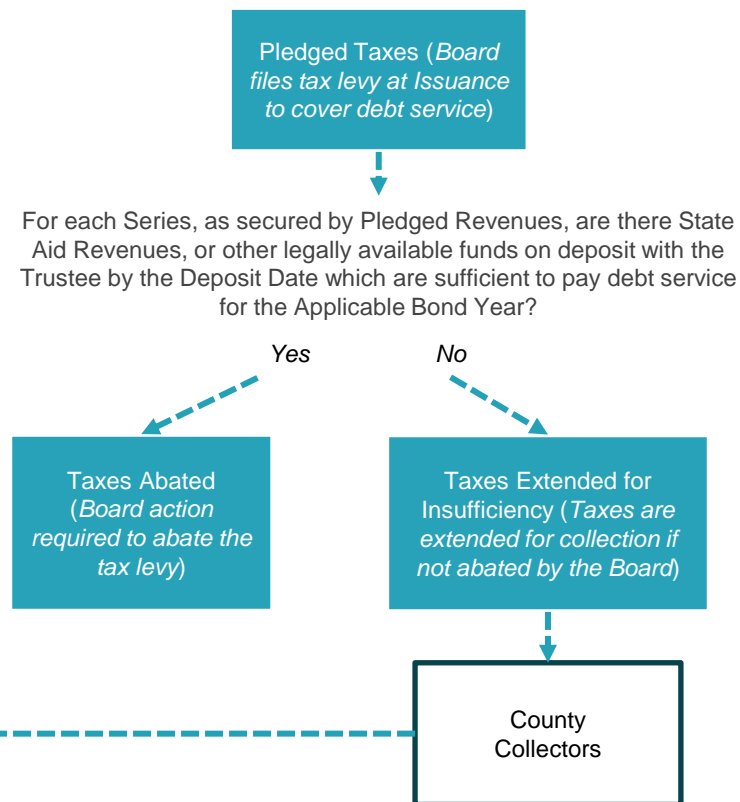 Pledged Taxes (Board
files tax levy at Issuance
to cover debt service)
For each Series, as secured by Pledged Revenues, are there State
Aid Revenues, or other legally available funds on deposit with the
Trustee by the Deposit Date which are sufficient to pay debt service
for the Applicable Bond Year?
Yes
No
Taxes Abated
(Board action
required to abate the
tax levy)
Taxes Extended for
Insufficiency (Taxes are
extended for collection if
not abated by the Board)
County
Collectors